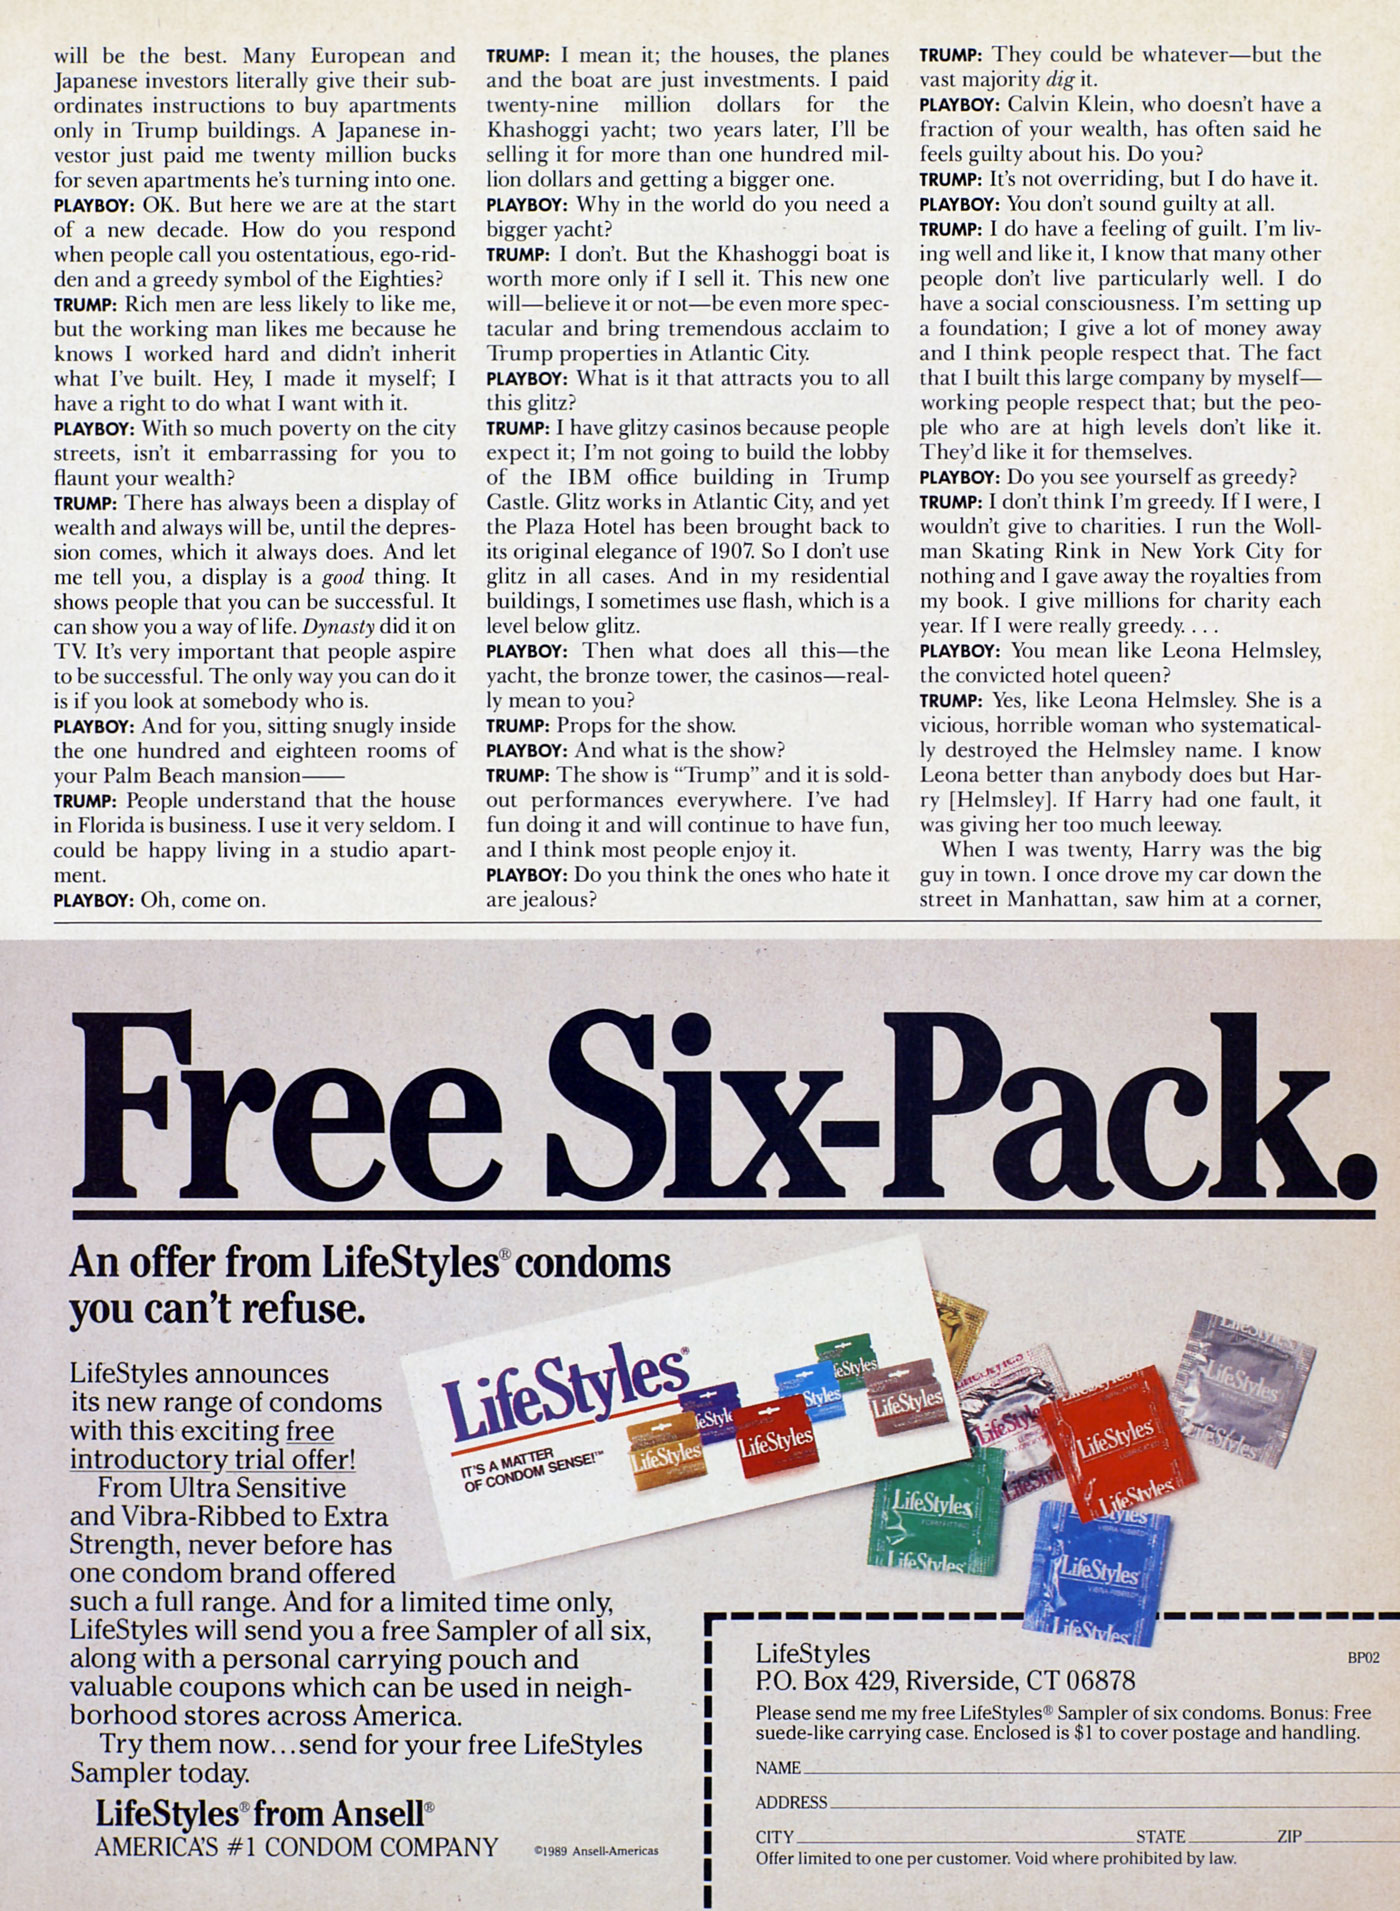 will be the best. Many European and
Japanese investors literally give their sub-
ordinates instructions to buy apartments
only in Trump buildings. A Japanese in-
vestor just paid me twenty million bucks
for seven apartments he's turning into one.
PLAYBOY: OK. But here we are at the start
of a new decade. How do you respond
when people call you ostentatious, ego-rid-
den and a greedy symbol of the Eighties?
TRUMP: Rich men are less likely to like me,
but the working man likes me because he
knows I worked hard and didn't inherit
what I've built. Hey, I made it myself; I
have a right to do what I want with it.
PLAYBOY: With so much poverty on the city
streets, isn't it embarrassing for you to
flaunt your wealth?
TRUMP: There has always been a display of
wealth and always will be, until the depres-
sion comes, which it always does. And let
me tell you, a display is a good thing. It
shows people that you can be successful. It
can show you a way of life. Dynasty did it on
TV. It's very important that people aspire
to be successful. The only way you can do it
is if you look at somebody who is.
PLAYBOY: And for you, sitting snugly inside
the one hundred and eighteen rooms of
your Palm Beach mansion——
TRUMP: People understand that the house
in Florida is business. I use it very seldom. I
could be happy living in a studio apart-
ment.
PLAYBOY: Oh, come on.
TRUMP: I mean it; the houses, the planes
and the boat are just investments. I paid
twenty-nine million dollars for the
Khashoggi yacht; two years later, I'll be
selling it for more than one hundred mil-
lion dollars and getting a bigger one.
PLAYBOY: Why in the world do you need a
bigger yacht?
TRUMP: I don't. But the Khashoggi boat is
worth more only if I sell it. This new one
will—believe it or not—be even more spec-
tacular and bring tremendous acclaim to
Trump properties in Atlantic City.
PLAYBOY: What is it that attracts you to all
this glitz?
TRUMP: I have glitzy casinos because people
expect it; I'm not going to build the lobby
of the IBM office building in Trump
Castle. Glitz works in Atlantic City, and yet
the Plaza Hotel has been brought back to
its original elegance of 1907. So I don't use
glitz in all cases. And in my residential
buildings, I sometimes use flash, which is a
level below glitz.
PLAYBOY: Then what does all this—the
yacht, the bronze tower, the casinos—real-
ly mean to you?
TRUMP: Props for the show.
PLAYBOY: And what is the show?
TRUMP: The show is "Trump" and it is sold-
out performances everywhere. I've had
fun doing it and will continue to have fun,
and I think most people enjoy it.
PLAYBOY: Do you think the ones who hate it
are jealous?
TRUMP: They could be whatever—but the
vast majority dig it.
PLAYBOY: Calvin Klein, who doesn't have a
fraction of your wealth, has often said he
feels guilty about his. Do you?
TRUMP: It's not overriding, but I do have it.
PLAYBOY: You don't sound guilty at all.
TRUMP: I do have a feeling of guilt. I'm liv-
ing well and like it, I know that many other
people don't live particularly well. I do
have a social consciousness. I'm setting up
a foundation; I give a lot of money away
and I think people respect that. The fact
that I built this large company by myself—
working people respect that; but the peo-
ple who are at high levels don't like it.
They'd like it for themselves.
PLAYBOY: Do you see yourself as greedy?
TRUMP: I don't think I'm greedy. If I were, I
wouldn't give to charities. I run the Woll-
man Skating Rink in New York City for
nothing and I gave away the royalties from
my book. I give millions for charity each
year. If I were really greedy. . . .
PLAYBOY: You mean like Leona Helmsley,
the convicted hotel queen?
TRUMP: Yes, like Leona Helmsley. She is a
vicious, horrible woman who systematical-
ly destroyed the Helmsley name. I know
Leona better than anybody does but Har-
ry [Helmsley]. If Harry had one fault, it
was giving her too much leeway.
When I was twenty, Harry was the big
guy in town. I once drove my car down the
street in Manhattan, saw him at a corner,
Free Six-Pack.
An offer from LifeStyles® condoms
you can't refuse.
LifeStyles announces
its new range of condoms
with this exciting free
introductory trial offer!
From Ultra Sensitive
and Vibra-Ribbed to Extra
Strength, never before has
one condom brand offered
such a full range. And for a limited time only,
LifeStyles will send you a free Sampler of all six,
along with a personal carrying pouch and
valuable coupons which can be used in neigh-
borhood stores across America.
Try them now...send for your free LifeStyles
Sampler today.
LifeStyles® from Ansell®
AMERICA'S #1 CONDOM COMPANY
©1989 Ansell-Americas
LifeStyles®
IT'S A MATTER
OF CONDOM SENSE!™
LifeStyles
LifeStyles
LifeStyles
LifeStyles
LifeStyles
LifeStyles
LifeStyles
LifeStyles
LifeStyles
LifeStyles
VIBRA-RIBBED
LifeStyles
LifeStyles
P.O. Box 429, Riverside, CT 06878
BP02
Please send me my free LifeStyles® Sampler of six condoms. Bonus: Free
suede-like carrying case. Enclosed is $1 to cover postage and handling.
NAME
ADDRESS
CITY STATE ZIP
Offer limited to one per customer. Void where prohibited by law.